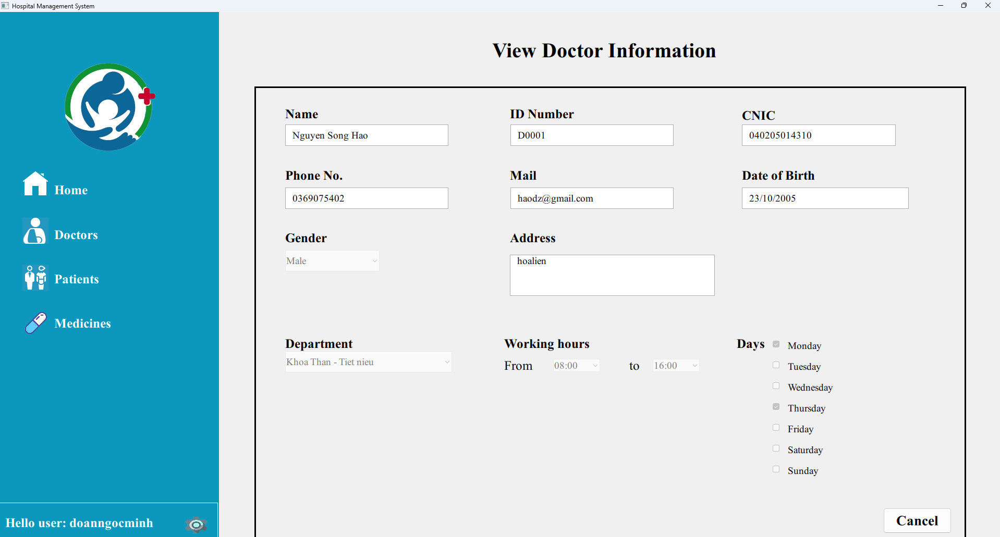 Hospital Management System
View Doctor Information
Name
ID Number
CNIC
Nguyen Song Hao
D0001
040205014310
Phone No.
Mail
Date of Birth
0369075402
haodz@gmail.com
23/10/2005
Gender
Address
Male
hoalien
Department
Working hours
Days
Khoa Than - Tiet nieu
From
08:00
to
16:00
Monday
Tuesday
Wednesday
Thursday
Friday
Saturday
Sunday
Cancel
Home
Doctors
Patients
Medicines
Hello user: doanngocminh